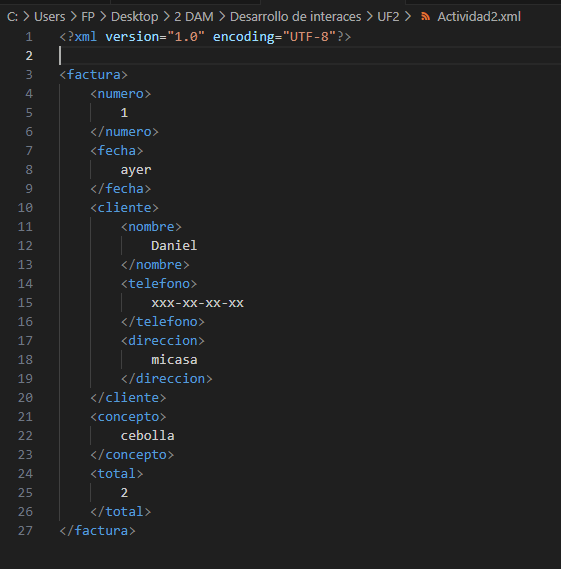 C: > Users > FP > Desktop > 2 DAM > Desarrollo de interaces > UF2 > Actividad2.xml
1 <?xml version="1.0" encoding="UTF-8"?>
2
3 <factura>
4 <numero>
5 1
6 </numero>
7 <fecha>
8 ayer
9 </fecha>
10 <cliente>
11 <nombre>
12 Daniel
13 </nombre>
14 <telefono>
15 xxx-xx-xx-xx
16 </telefono>
17 <direccion>
18 micasa
19 </direccion>
20 </cliente>
21 <concepto>
22 cebolla
23 </concepto>
24 <total>
25 2
26 </total>
27 </factura>